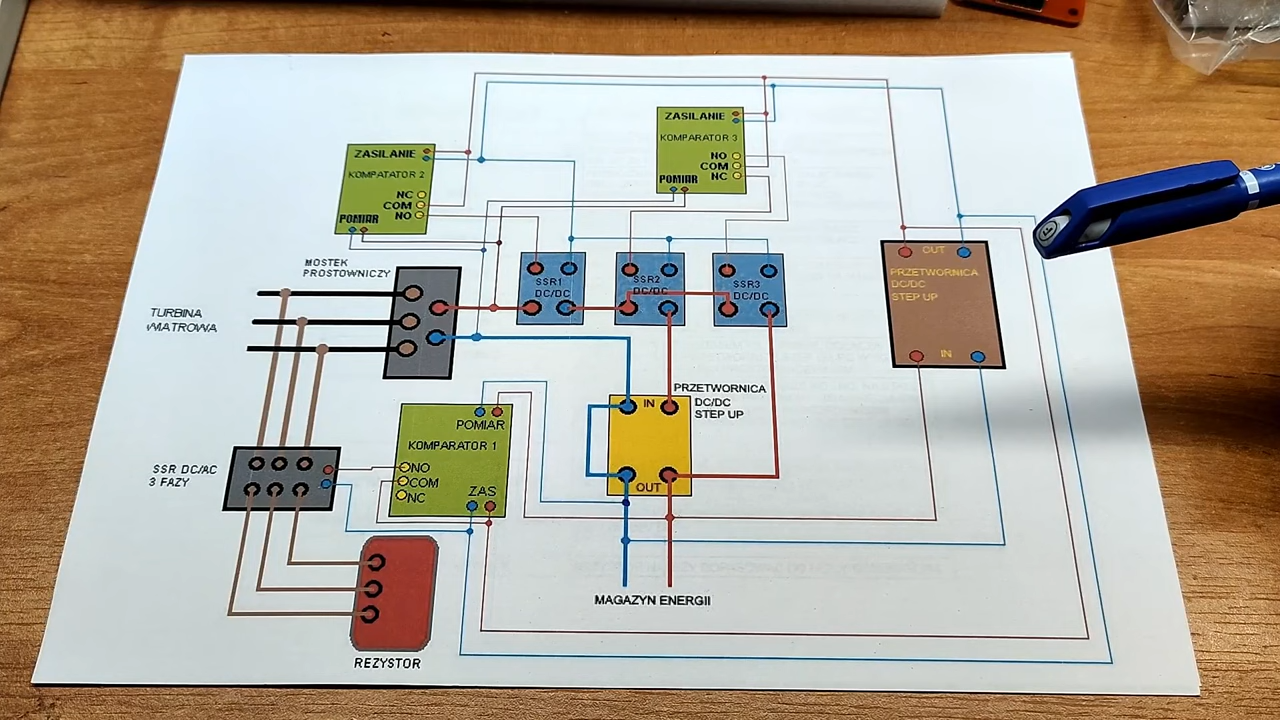 ZASILANIE
KOMPARATOR 3
NO
COM
NC
POMIAR
ZASILANIE
KOMPATATOR 2
NC
COM
NO
POMIAR
MOSTEK
PROSTOWNICZY
TURBINA
WIATROWA
SSR1
DC/DC
SSR2
DC/DC
SSR3
DC/DC
OUT
PRZETWORNICA
DC/DC
STEP UP
IN
PRZETWORNICA
DC/DC
STEP UP
IN
OUT
POMIAR
KOMPARATOR 1
NO
COM
NC
ZAS
SSR DC/AC
3 FAZY
REZYSTOR
MAGAZYN ENERGII